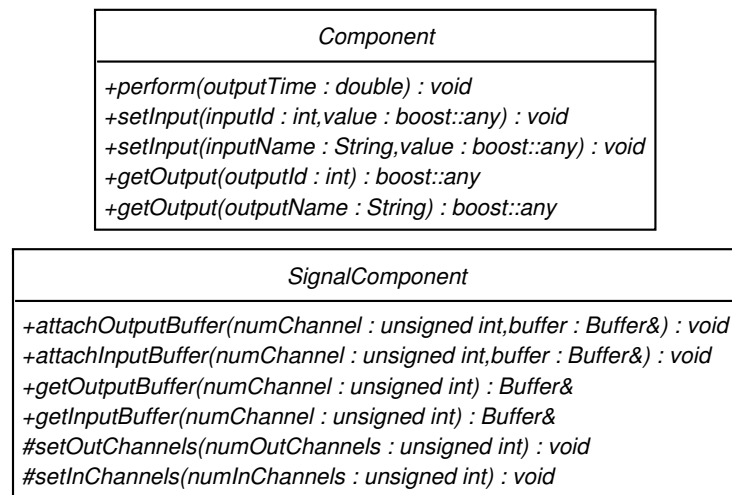 Component
+perform(outputTime : double) : void
+setInput(inputId : int,value : boost::any) : void
+setInput(inputName : String,value : boost::any) : void
+getOutput(outputId : int) : boost::any
+getOutput(outputName : String) : boost::any
SignalComponent
+attachOutputBuffer(numChannel : unsigned int,buffer : Buffer&) : void
+attachInputBuffer(numChannel : unsigned int,buffer : Buffer&) : void
+getOutputBuffer(numChannel : unsigned int) : Buffer&
+getInputBuffer(numChannel : unsigned int) : Buffer&
#setOutChannels(numOutChannels : unsigned int) : void
#setInChannels(numInChannels : unsigned int) : void